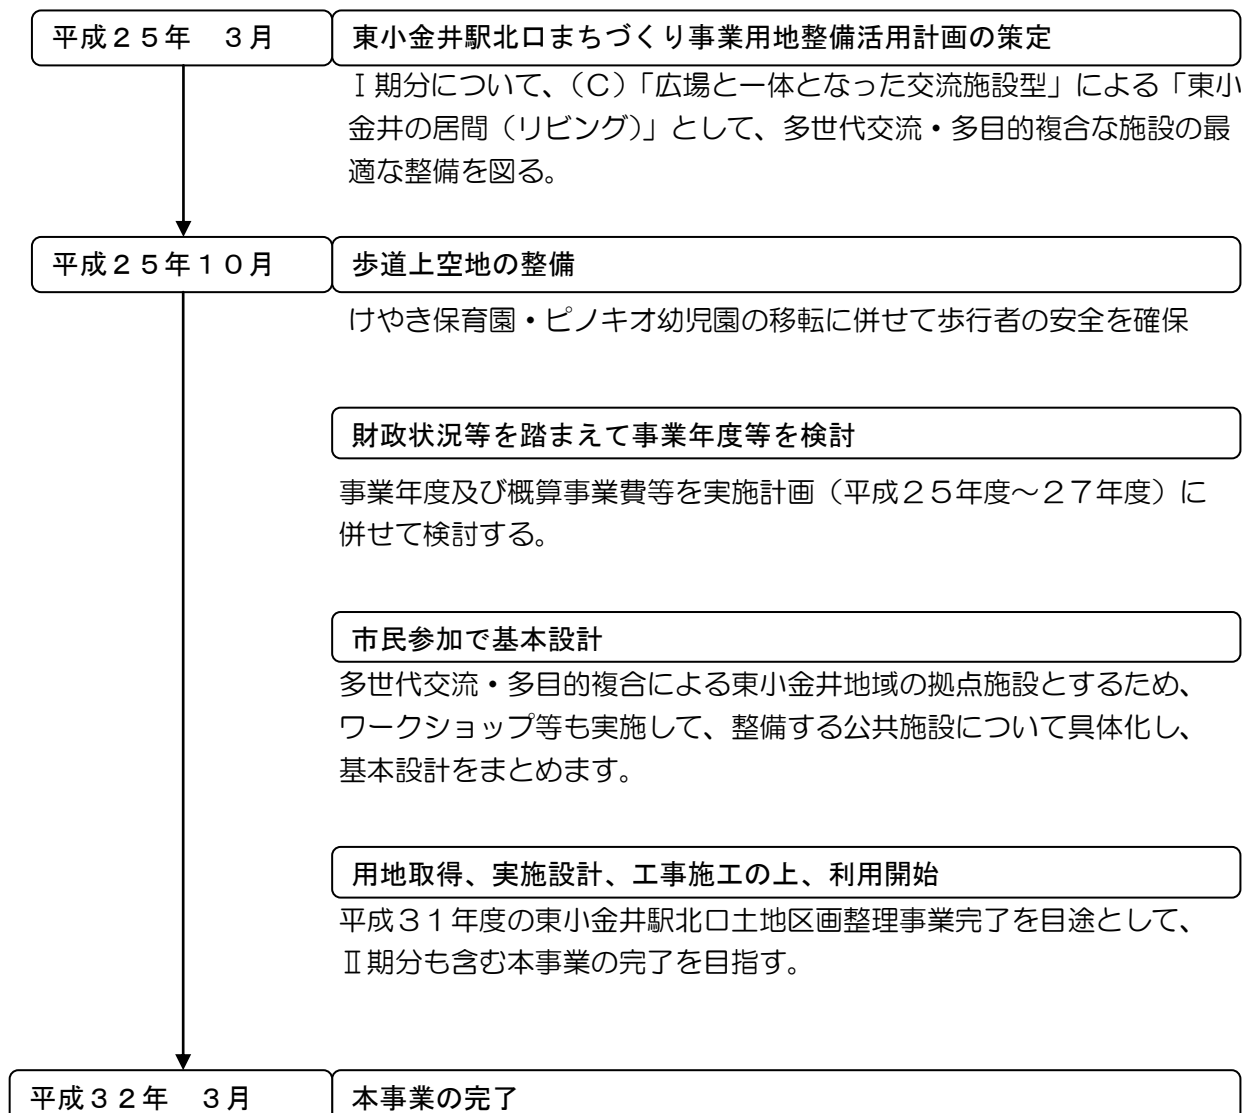 平成２５年　３月　東小金井駅北口まちづくり事業用地整備活用計画の策定
Ⅰ期分について、（Ｃ）「広場と一体となった交流施設型」による「東小
金井の居間（リビング）」として、多世代交流・多目的複合な施設の最
適な整備を図る。
平成２５年１０月　歩道上空地の整備
けやき保育園・ピノキオ幼児園の移転に併せて歩行者の安全を確保
財政状況等を踏まえて事業年度等を検討
事業年度及び概算事業費等を実施計画（平成２５年度～２７年度）に
併せて検討する。
市民参加で基本設計
多世代交流・多目的複合による東小金井地域の拠点施設とするため、
ワークショップ等も実施して、整備する公共施設について具体化し、
基本設計をまとめます。
用地取得、実施設計、工事施工の上、利用開始
平成３１年度の東小金井駅北口土地区画整理事業完了を目途として、
Ⅱ期分も含む本事業の完了を目指す。
平成３２年　３月　本事業の完了